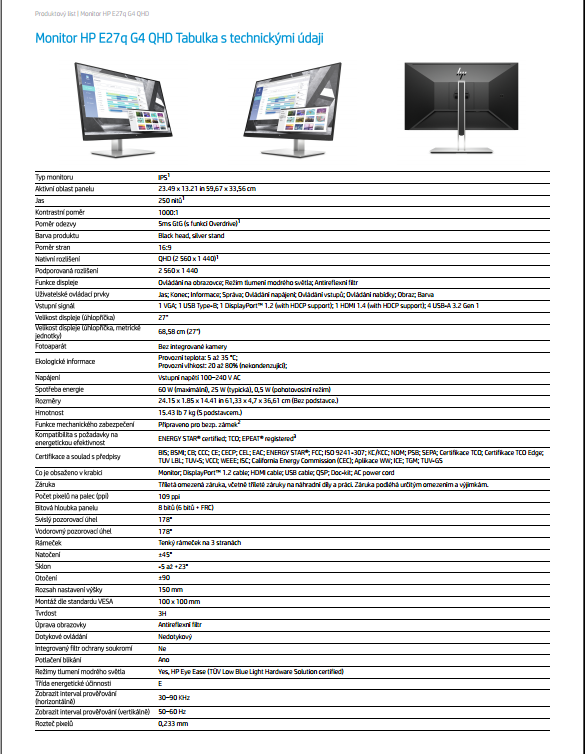 Produktový list | Monitor HP E27q G4 QHD
Monitor HP E27q G4 QHD Tabulka s technickými údaji
Typ monitoru IPS1
Aktivní oblast panelu 23.49 x 13.21 in 59,67 x 33,56 cm
Jas 250 nitů1
Kontrastní poměr 1000:1
Poměr odezvy 5ms GtG (s funkcí Overdrive)1
Barva produktu Black head, silver stand
Poměr stran 16:9
Nativní rozlišení QHD (2 560 x 1 440)1
Podporovaná rozlišení 2 560 x 1 440
Funkce displeje Ovládání na obrazovce; Režim tlumení modrého světla; Antireflexní filtr
Uživatelské ovládací prvky Jas; Konec; Informace; Správa; Ovládání napájení; Ovládání vstupů; Ovládání nabídky; Obraz; Barva
Vstupní signál 1 VGA; 1 USB Type-B; 1 DisplayPort™ 1.2 (with HDCP support); 1 HDMI 1.4 (with HDCP support); 4 USB-A 3.2 Gen 1
Velikost displeje (úhlopříčka) 27"
Velikost displeje (úhlopříčka, metrické
jednotky) 68,58 cm (27")
Fotoaparát Bez integrované kamery
Ekologické informace Provozní teplota: 5 až 35 °C;
Provozní vlhkost: 20 až 80% (nekondenzující);
Napájení Vstupní napětí 100–240 V AC
Spotřeba energie 60 W (maximální), 25 W (typická), 0,5 W (pohotovostní režim)
Rozměry 24.15 x 1.85 x 14.41 in 61,33 x 4,7 x 36,61 cm (Bez podstavce.)
Hmotnost 15.43 lb 7 kg (S podstavcem.)
Funkce mechanického zabezpečení Připraveno pro bezp. zámek2
Kompatibilita s požadavky na
energetickou efektivnost ENERGY STAR® certified; TCO; EPEAT® registered3
Certifikace a soulad s předpisy BIS; BSMI; CB; CCC; CE; CECP; CEL; EAC; ENERGY STAR®; FCC; ISO 9241-307; KC/KCC; NOM; PSB; SEPA; Certifikace TCO; Certifikace TCO Edge;
TUV LBL; TUV-S; VCCI; WEEE; ISC; California Energy Commission (CEC); Aplikace WW; ICE; TGM; TUV-GS
Co je obsaženo v krabici Monitor; DisplayPort™ 1.2 cable; HDMI cable; USB cable; QSP; Doc-kit; AC power cord
Záruka Tříletá omezená záruka, včetně tříleté záruky na náhradní díly a práci. Záruka podléhá určitým omezením a výjimkám.
Počet pixelů na palec (ppi) 109 ppi
Bitová hloubka panelu 8 bitů (6 bitů + FRC)
Svislý pozorovací úhel 178°
Vodorovný pozorovací úhel 178°
Rámeček Tenký rámeček na 3 stranách
Natočení ±45°
Sklon -5 až +23°
Otočení ±90
Rozsah nastavení výšky 150 mm
Montáž dle standardu VESA 100 x 100 mm
Tvrdost 3H
Úprava obrazovky Antireflexní filtr
Dotykové ovládání Nedotykový
Integrovaný filtr ochrany soukromí Ne
Potlačení blikání Ano
Režimy tlumení modrého světla Yes, HP Eye Ease (TÜV Low Blue Light Hardware Solution certified)
Třída energetické účinnosti E
Zobrazit interval prověřování
(horizontálně) 30–90 KHz
Zobrazit interval prověřování (vertikálně) 50–60 Hz
Rozteč pixelů 0,233 mm